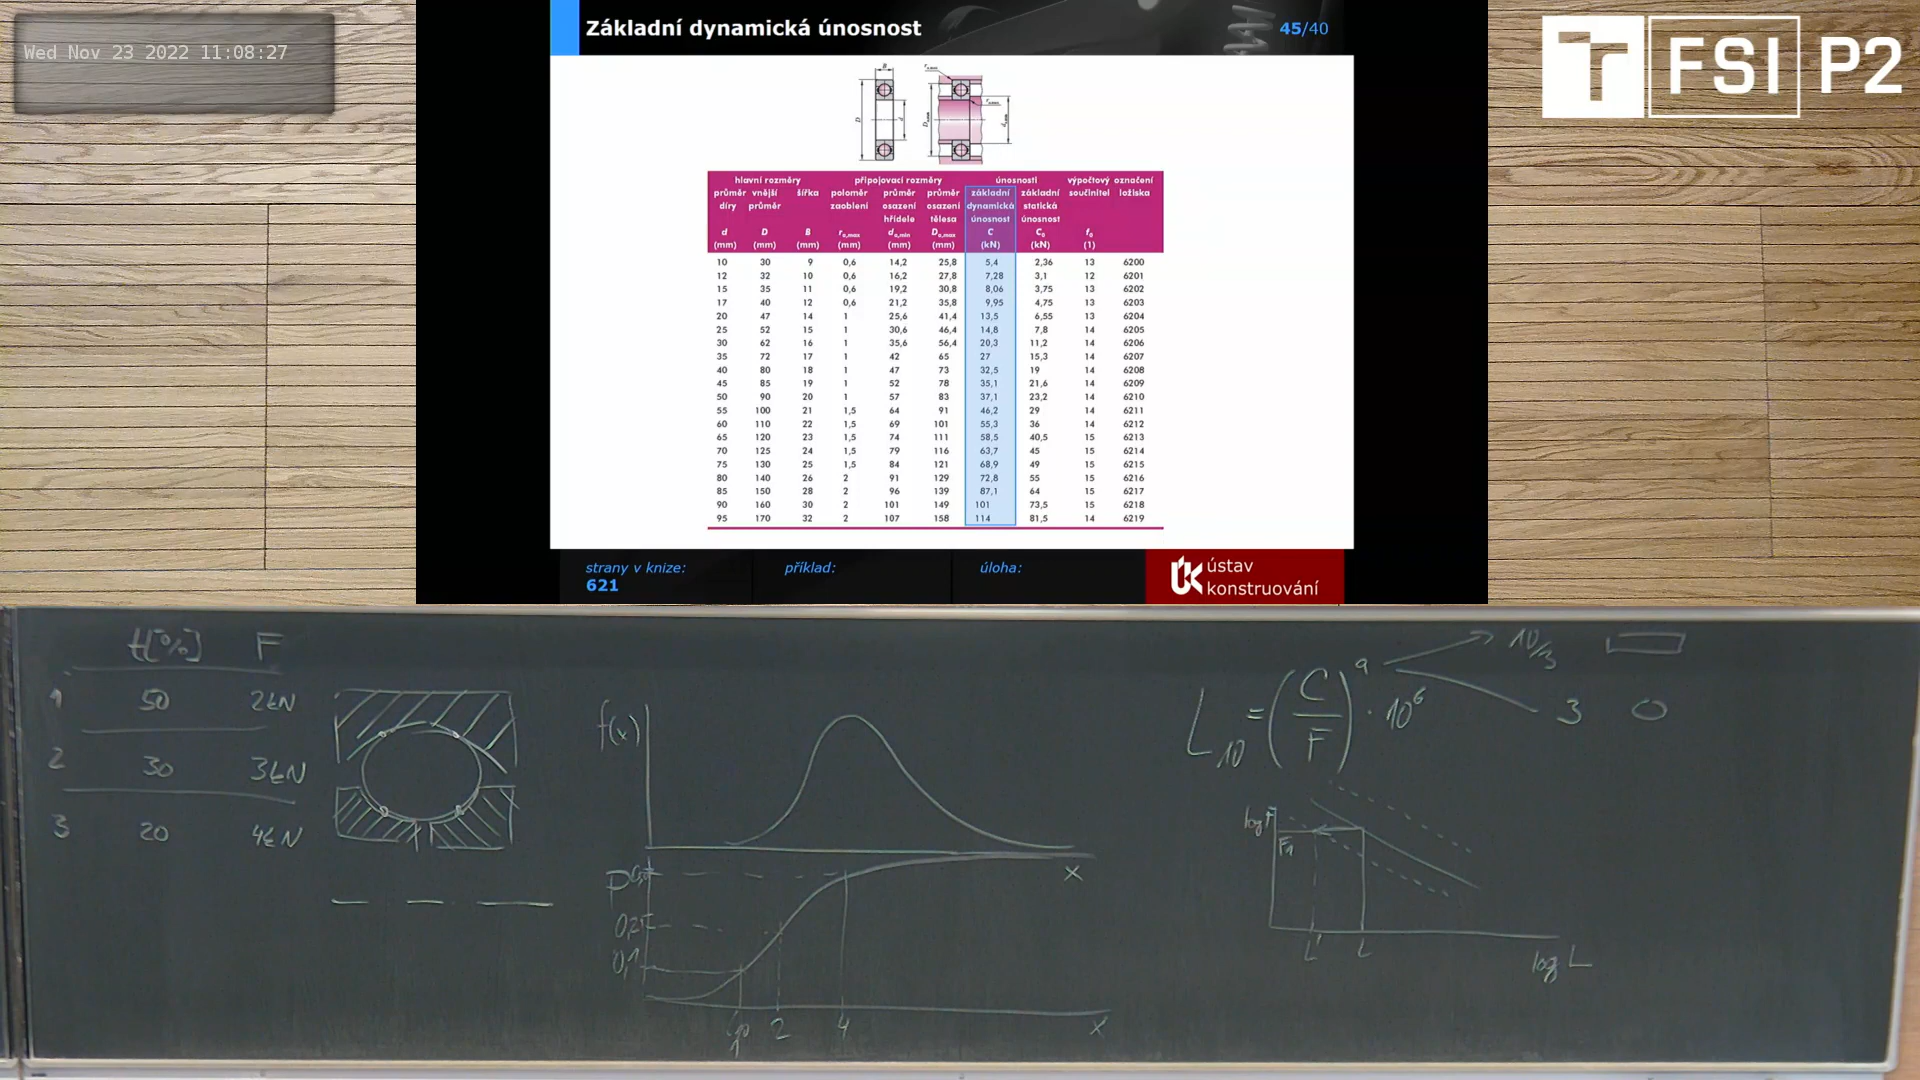 Wed Nov 23 2022 11:08:27
Základní dynamická únosnost
45/40
FSI P2
B
D
d
hlavní rozměry připojovací rozměry únosnosti výpočtový označení
průměr vnější šířka poloměr průměr průměr základní základní součinitel ložiska
díry průměr zaoblení osazení osazení dynamická statická
hřídele tělesa únosnost únosnost
d D B ra,max da,min Da,max C C0 f0
(mm) (mm) (mm) (mm) (mm) (mm) (kN) (kN) (1)
10 30 9 0,6 14,2 25,8 5,4 2,36 13 6200
12 32 10 0,6 16,2 27,8 7,28 3,1 12 6201
15 35 11 0,6 19,2 30,8 8,06 3,75 13 6202
17 40 12 0,6 21,2 35,8 9,95 4,75 13 6203
20 47 14 1 25,6 41,4 13,5 6,55 13 6204
25 52 15 1 30,6 46,4 14,8 7,8 14 6205
30 62 16 1 35,6 56,4 20,3 11,2 14 6206
35 72 17 1 42 65 27 15,3 14 6207
40 80 18 1 47 73 32,5 19 14 6208
45 85 19 1 52 78 35,1 21,6 14 6209
50 90 20 1 57 83 37,1 23,2 14 6210
55 100 21 1,5 64 91 46,2 29 14 6211
60 110 22 1,5 69 101 55,3 36 14 6212
65 120 23 1,5 74 111 58,5 40,5 15 6213
70 125 24 1,5 79 116 63,7 45 15 6214
75 130 25 1,5 84 121 68,9 49 15 6215
80 140 26 2 91 129 72,8 55 15 6216
85 150 28 2 96 139 87,1 64 15 6217
90 160 30 2 101 149 101 73,5 15 6218
95 170 32 2 107 158 114 81,5 14 6219
strany v knize:
621
příklad:
úloha:
ústav
konstruování
t[%] F
1 50 2kN
2 30 3kN
3 20 4kN
f(x)
x
P
0,1
2 4 x
L10 = (C/F)^a · 10^6
10/3
3
log F
F1
L' L
log L